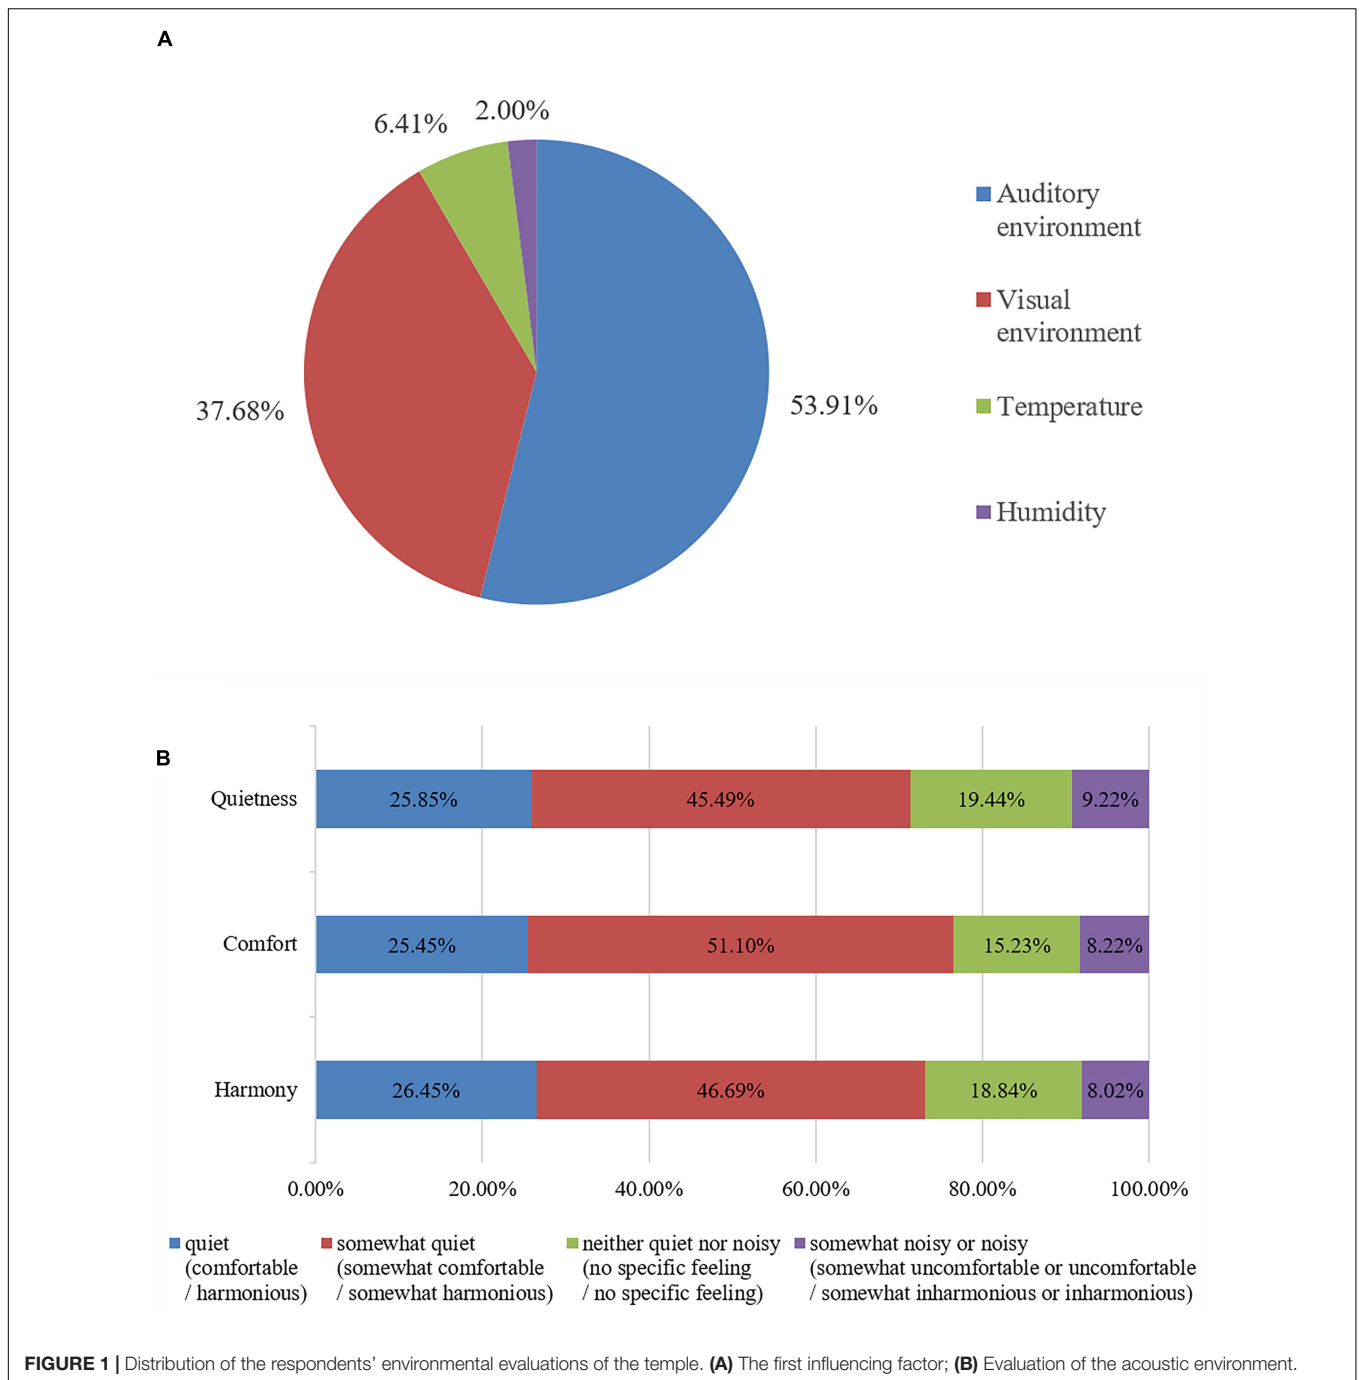 A
2.00%
6.41%
Auditory
environment
Visual
environment
37.68%
53.91%
Temperature
Humidity
B
Quietness
25.85%
45.49%
19.44%
9.22%
Comfort
25.45%
51.10%
15.23%
8.22%
Harmony
26.45%
46.69%
18.84%
8.02%
0.00%
20.00%
40.00%
60.00%
80.00%
100.00%
quiet
(comfortable
/ harmonious)
somewhat quiet
(somewhat comfortable
/ somewhat harmonious)
neither quiet nor noisy
(no specific feeling
/ no specific feeling)
somewhat noisy or noisy
(somewhat uncomfortable or uncomfortable
/ somewhat inharmonious or inharmonious)
FIGURE 1 | Distribution of the respondents’ environmental evaluations of the temple. (A) The first influencing factor; (B) Evaluation of the acoustic environment.